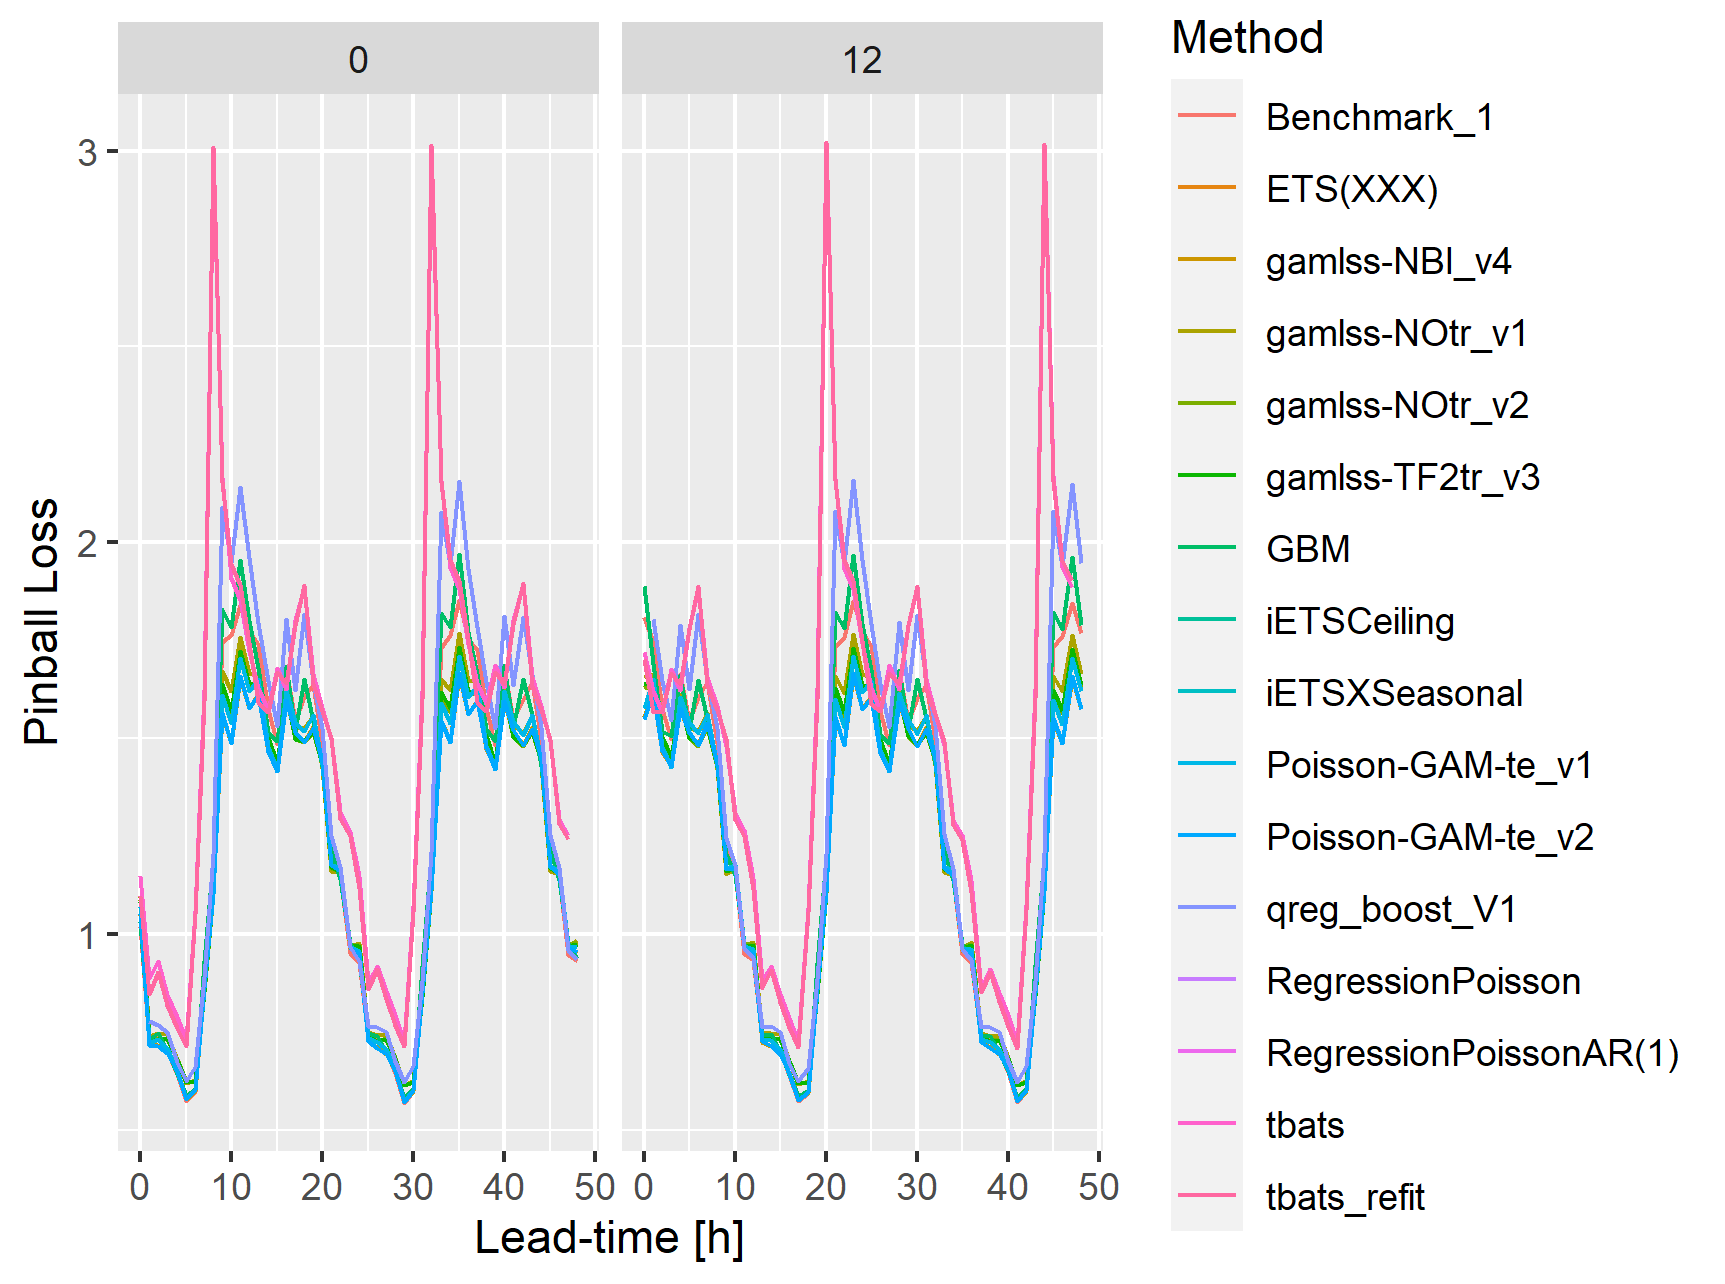 0
12
3
2
1
Pinball Loss
0 10 20 30 40 50
0 10 20 30 40 50
Lead-time [h]
Method
Benchmark_1
ETS(XXX)
gamlss-NBI_v4
gamlss-NOtr_v1
gamlss-NOtr_v2
gamlss-TF2tr_v3
GBM
iETSCeiling
iETSXSeasonal
Poisson-GAM-te_v1
Poisson-GAM-te_v2
qreg_boost_V1
RegressionPoisson
RegressionPoissonAR(1)
tbats
tbats_refit